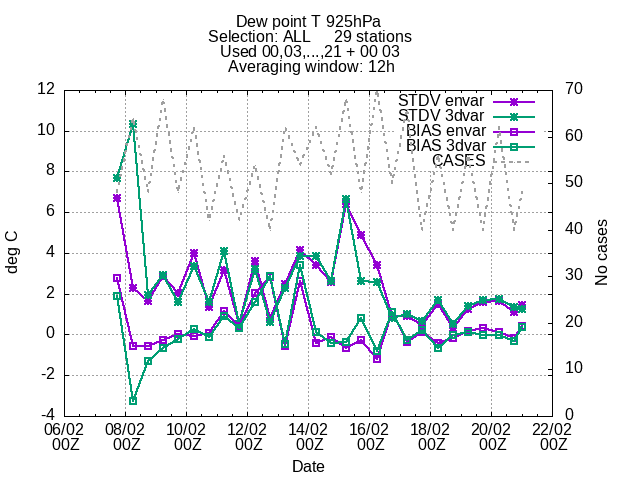 Dew point T 925hPa
Selection: ALL 29 stations
Used 00,03,...,21 + 00 03
Averaging window: 12h
STDV envar
STDV 3dvar
BIAS envar
BIAS 3dvar
CASES
12
10
8
6
4
2
0
-2
-4
deg C
70
60
50
40
30
20
10
0
No cases
06/02 08/02 10/02 12/02 14/02 16/02 18/02 20/02 22/02
00Z 00Z 00Z 00Z 00Z 00Z 00Z 00Z 00Z
Date